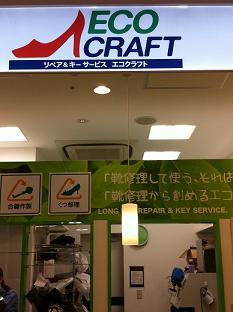 ECO
CRAFT
リペア&キーサービス エコクラフト
「靴修理して使う、それは
「靴修理から創めるエコ
LONG REPAIR & KEY SERVICE.
合鍵作製
くつ修理